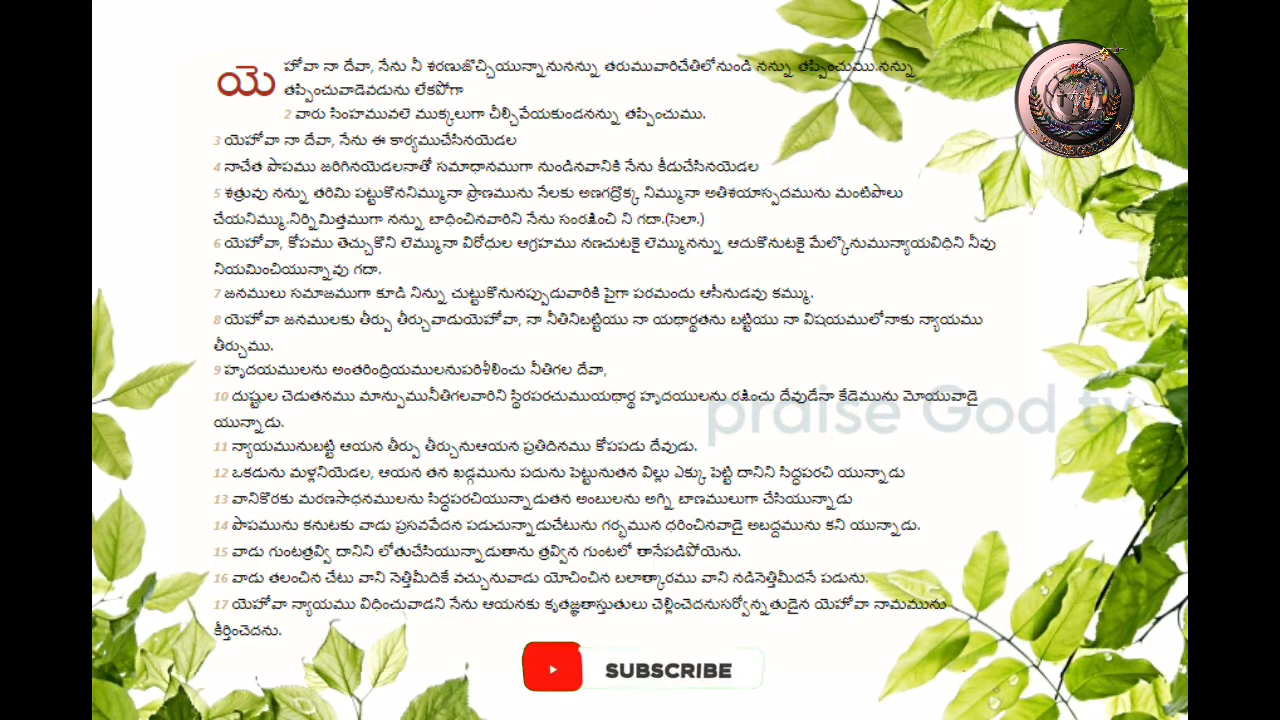 యెహోవా నా దేవా, నేను నీ శరణుజొచ్చియున్నానునన్ను తరుమువారిచేతిలోనుండి నన్ను తప్పించుము.నన్ను
తప్పించువాడెవడును లేకపోగా
2 వారు సింహమువలె ముక్కలుగా చీల్చివేయకుండనన్ను తప్పించుము.
3 యెహోవా నా దేవా, నేను ఈ కార్యముచేసినయెడల
4 నాచేత పాపము జరిగినయెడలనాతో సమాధానముగా నుండినవానికి నేను కీడుచేసినయెడల
5 శత్రువు నన్ను తరిమి పట్టుకొననిమ్మునా ప్రాణమును నేలకు అణగద్రొక్క నిమ్మునా అతిశయాస్పదమును మంటిపాలు
చేయనిమ్ము.నిర్నిమిత్తముగా నన్ను బాధించినవారిని నేను సంరక్షించి ని గదా.(సెలా.)
6 యెహోవా, కోపము తెచ్చుకొని లెమ్మునా విరోధుల ఆగ్రహము నణచుటకై లెమ్మునన్ను ఆదుకొనుటకై మేల్కొనుమున్యాయవిధిని నీవు
నియమించియున్నావు గదా.
7 జనములు సమాజముగా కూడి నిన్ను చుట్టుకొనునప్పుడువారికి పైగా పరమందు ఆసీనుడవు కమ్ము.
8 యెహోవా జనములకు తీర్పు తీర్చువాడుయెహోవా, నా నీతినిబట్టియు నా యథార్థతను బట్టియు నా విషయములోనాకు న్యాయము
తీర్చుము.
9 హృదయములను అంతరింద్రియములనుపరిశీలించు నీతిగల దేవా,
10 దుష్టుల చెడుతనము మాన్పుమునీతిగలవారిని స్థిరపరచుముయథార్థ హృదయులను రక్షించు దేవుడేనా కేడెమును మోయువాడై
యున్నాడు.
11 న్యాయమునుబట్టి ఆయన తీర్పు తీర్చునుఆయన ప్రతిదినము కోపపడు దేవుడు.
12 ఒకడును మళ్లనియెడల, ఆయన తన ఖడ్గమును పదును పెట్టునుతన విల్లు ఎక్కు పెట్టి దానిని సిద్ధపరచి యున్నాడు
13 వానికొరకు మరణసాధనములను సిద్ధపరచియున్నాడుతన అంబులను అగ్ని బాణములుగా చేసియున్నాడు
14 పాపమును కనుటకు వాడు ప్రసవవేదన పడుచున్నాడుచేటును గర్భమున ధరించినవాడై అబద్దమును కని యున్నాడు.
15 వాడు గుంటత్రవ్వి దానిని లోతుచేసియున్నాడుతాను త్రవ్విన గుంటలో తానేపడిపోయెను.
16 వాడు తలంచిన చేటు వాని నెత్తిమీదికే వచ్చునువాడు యోచించిన బలాత్కారము వాని నడినెత్తిమీదనే పడును.
17 యెహోవా న్యాయము విధించువాడని నేను ఆయనకు కృతజ్ఞతాస్తుతులు చెల్లించెదనుసర్వోన్నతుడైన యెహోవా నామమును
కీర్తించెదను.
praise God tv
PRAISE GOD TV
SUBSCRIBE